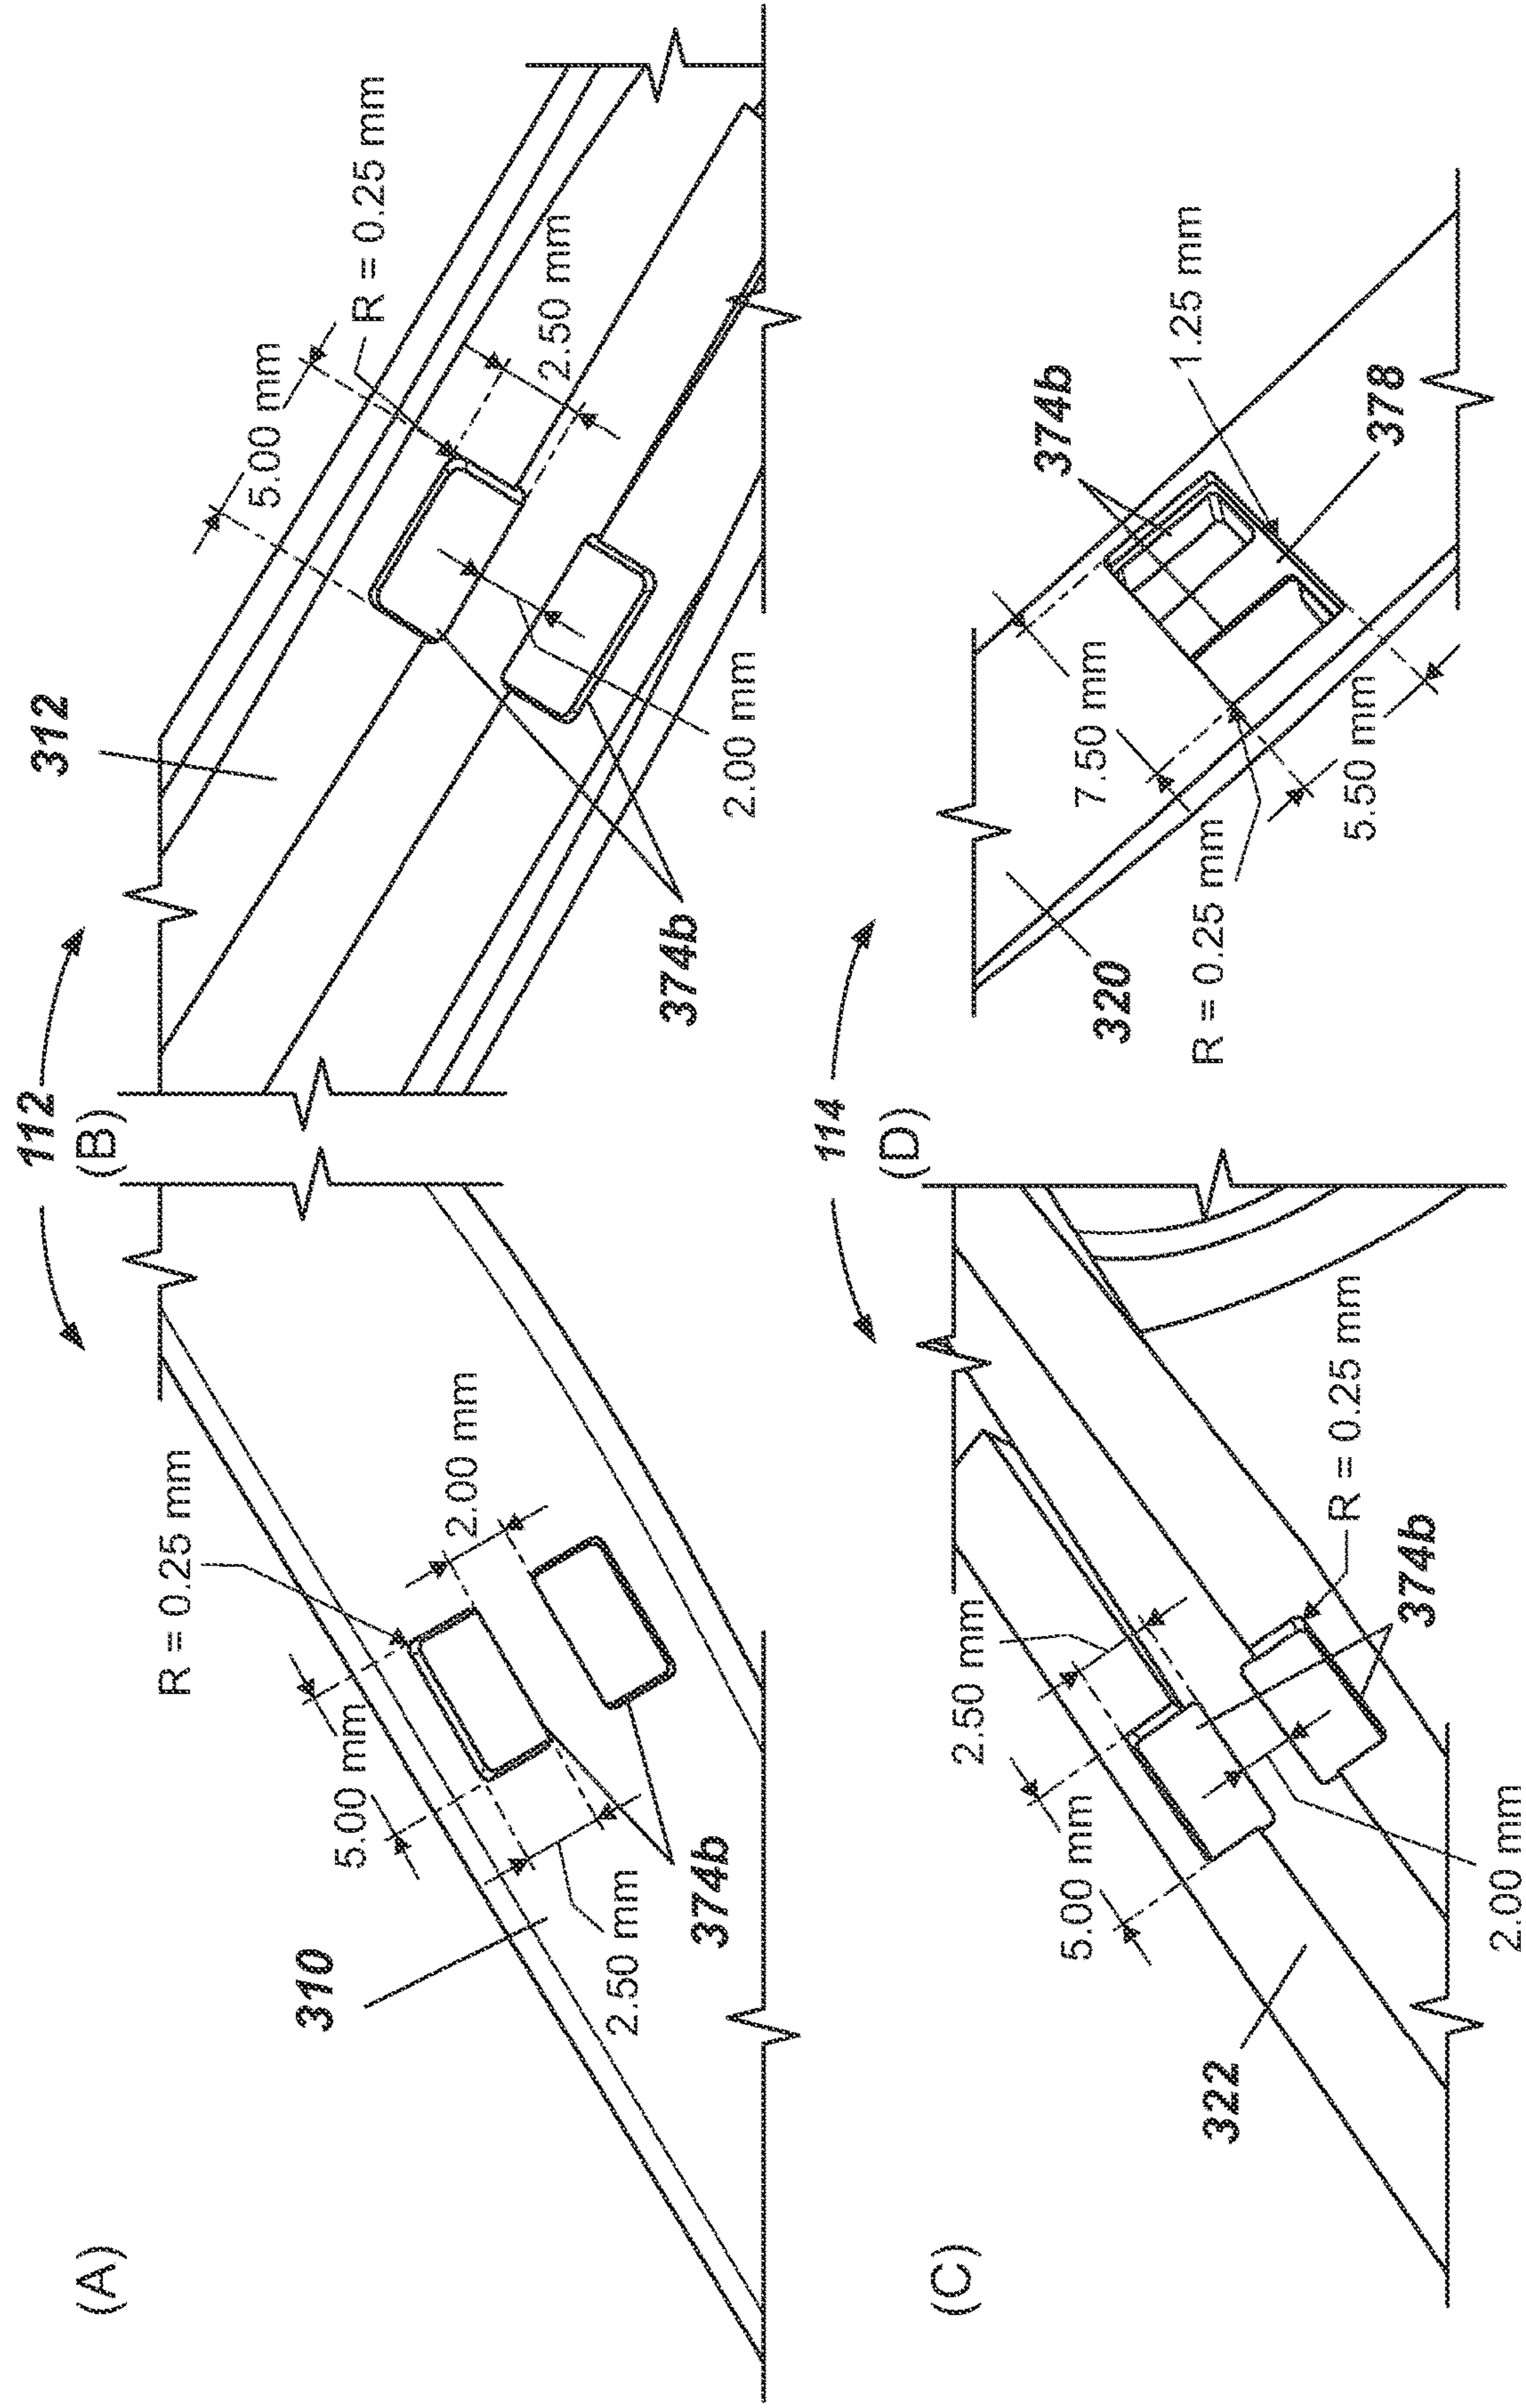 112
(A)
R = 0.25 mm
5.00 mm
2.00 mm
2.50 mm
310
374b
(B)
312
5.00 mm
R = 0.25 mm
2.50 mm
2.00 mm
374b
114
(C)
2.50 mm
5.00 mm
R = 0.25 mm
374b
322
2.00 mm
(D)
374b
1.25 mm
7.50 mm
320
R = 0.25 mm
5.50 mm
378